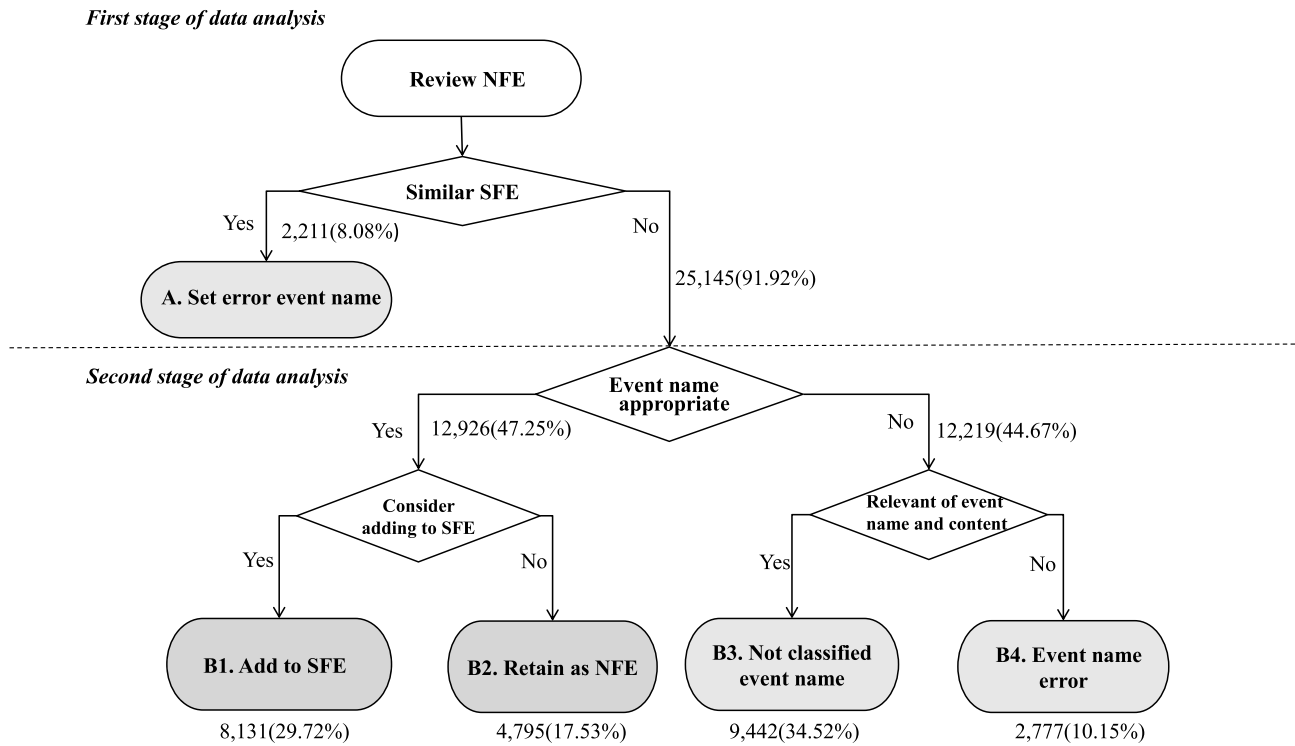 First stage of data analysis
Review NFE
Similar SFE
Yes
2,211(8.08%)
No
25,145(91.92%)
A. Set error event name
Second stage of data analysis
Event name
appropriate
Yes
12,926(47.25%)
No
12,219(44.67%)
Consider
adding to SFE
Relevant of event
name and content
Yes
No
Yes
No
B1. Add to SFE
B2. Retain as NFE
B3. Not classified
event name
B4. Event name
error
8,131(29.72%)
4,795(17.53%)
9,442(34.52%)
2,777(10.15%)